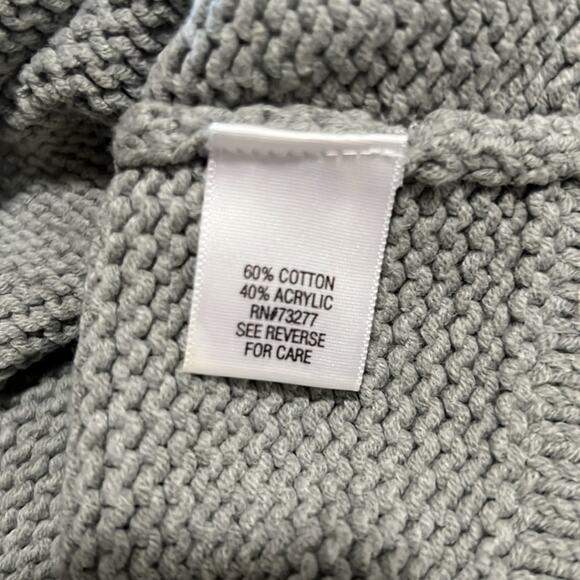 60% COTTON
40% ACRYLIC
RN#73277
SEE REVERSE
FOR CARE